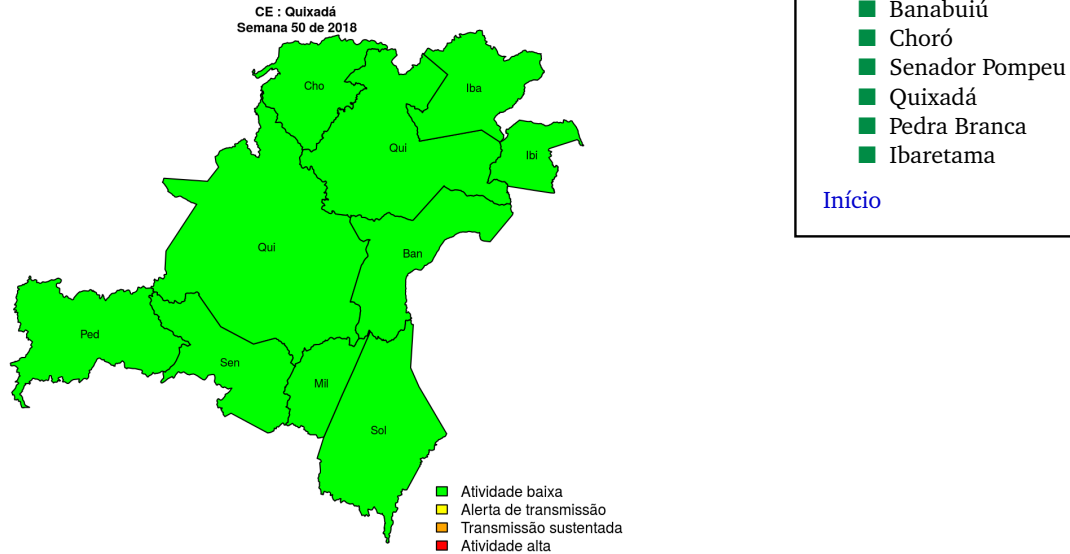 CE : Quixadá
Semana 50 de 2018
Cho
Iba
Qui
Ibi
Qui
Ban
Ped
Sen
Mil
Sol
Atividade baixa
Alerta de transmissão
Transmissão sustentada
Atividade alta
Banabuiú
Choró
Senador Pompeu
Quixadá
Pedra Branca
Ibaretama
Início